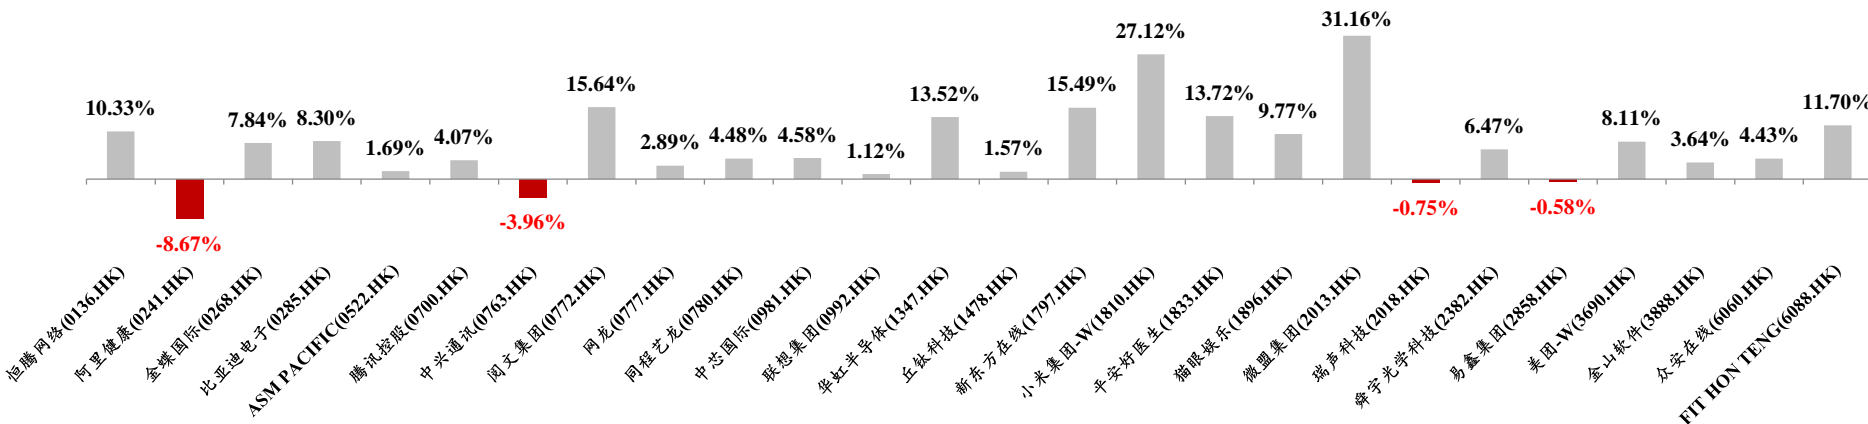 10.33%
-8.67%
7.84%
8.30%
1.69%
4.07%
-3.96%
15.64%
2.89%
4.48%
4.58%
1.12%
13.52%
1.57%
15.49%
27.12%
13.72%
9.77%
31.16%
-0.75%
6.47%
-0.58%
8.11%
3.64%
4.43%
11.70%
恒腾网络(0136.HK)
阿里健康(0241.HK)
金蝶国际(0268.HK)
比亚迪电子(0285.HK)
ASM PACIFIC(0522.HK)
腾讯控股(0700.HK)
中兴通讯(0763.HK)
阅文集团(0772.HK)
网龙(0777.HK)
同程艺龙(0780.HK)
中芯国际(0981.HK)
联想集团(0992.HK)
华虹半导体(1347.HK)
丘钛科技(1478.HK)
新东方在线(1797.HK)
小米集团-W(1810.HK)
平安好医生(1833.HK)
猫眼娱乐(1896.HK)
微盟集团(2013.HK)
瑞声科技(2018.HK)
舜宇光学科技(2382.HK)
易鑫集团(2858.HK)
美团-W(3690.HK)
金山软件(3888.HK)
众安在线(6060.HK)
FIT HON TENG(6088.HK)